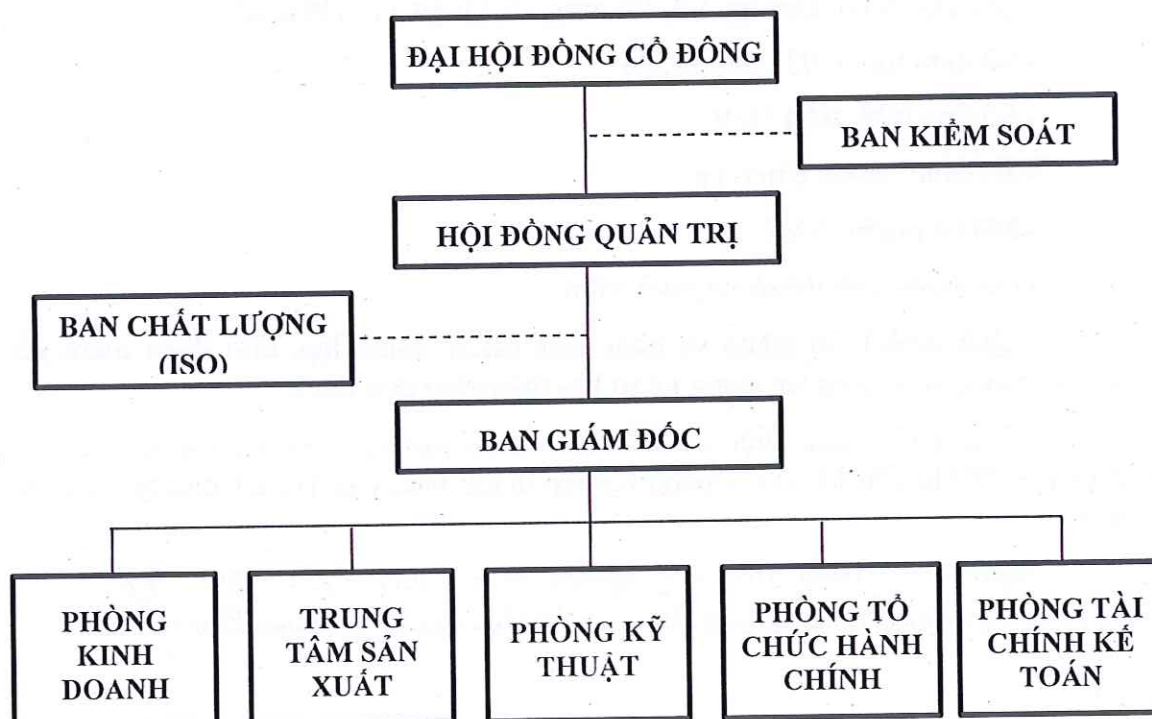 ĐẠI HỘI ĐỒNG CỔ ĐÔNG
BAN KIỂM SOÁT
HỘI ĐỒNG QUẢN TRỊ
BAN CHẤT LƯỢNG
(ISO)
BAN GIÁM ĐỐC
PHÒNG
KINH
DOANH
TRUNG
TÂM SẢN
XUẤT
PHÒNG KỸ
THUẬT
PHÒNG TỔ
CHỨC HÀNH
CHÍNH
PHÒNG TÀI
CHÍNH KẾ
TOÁN